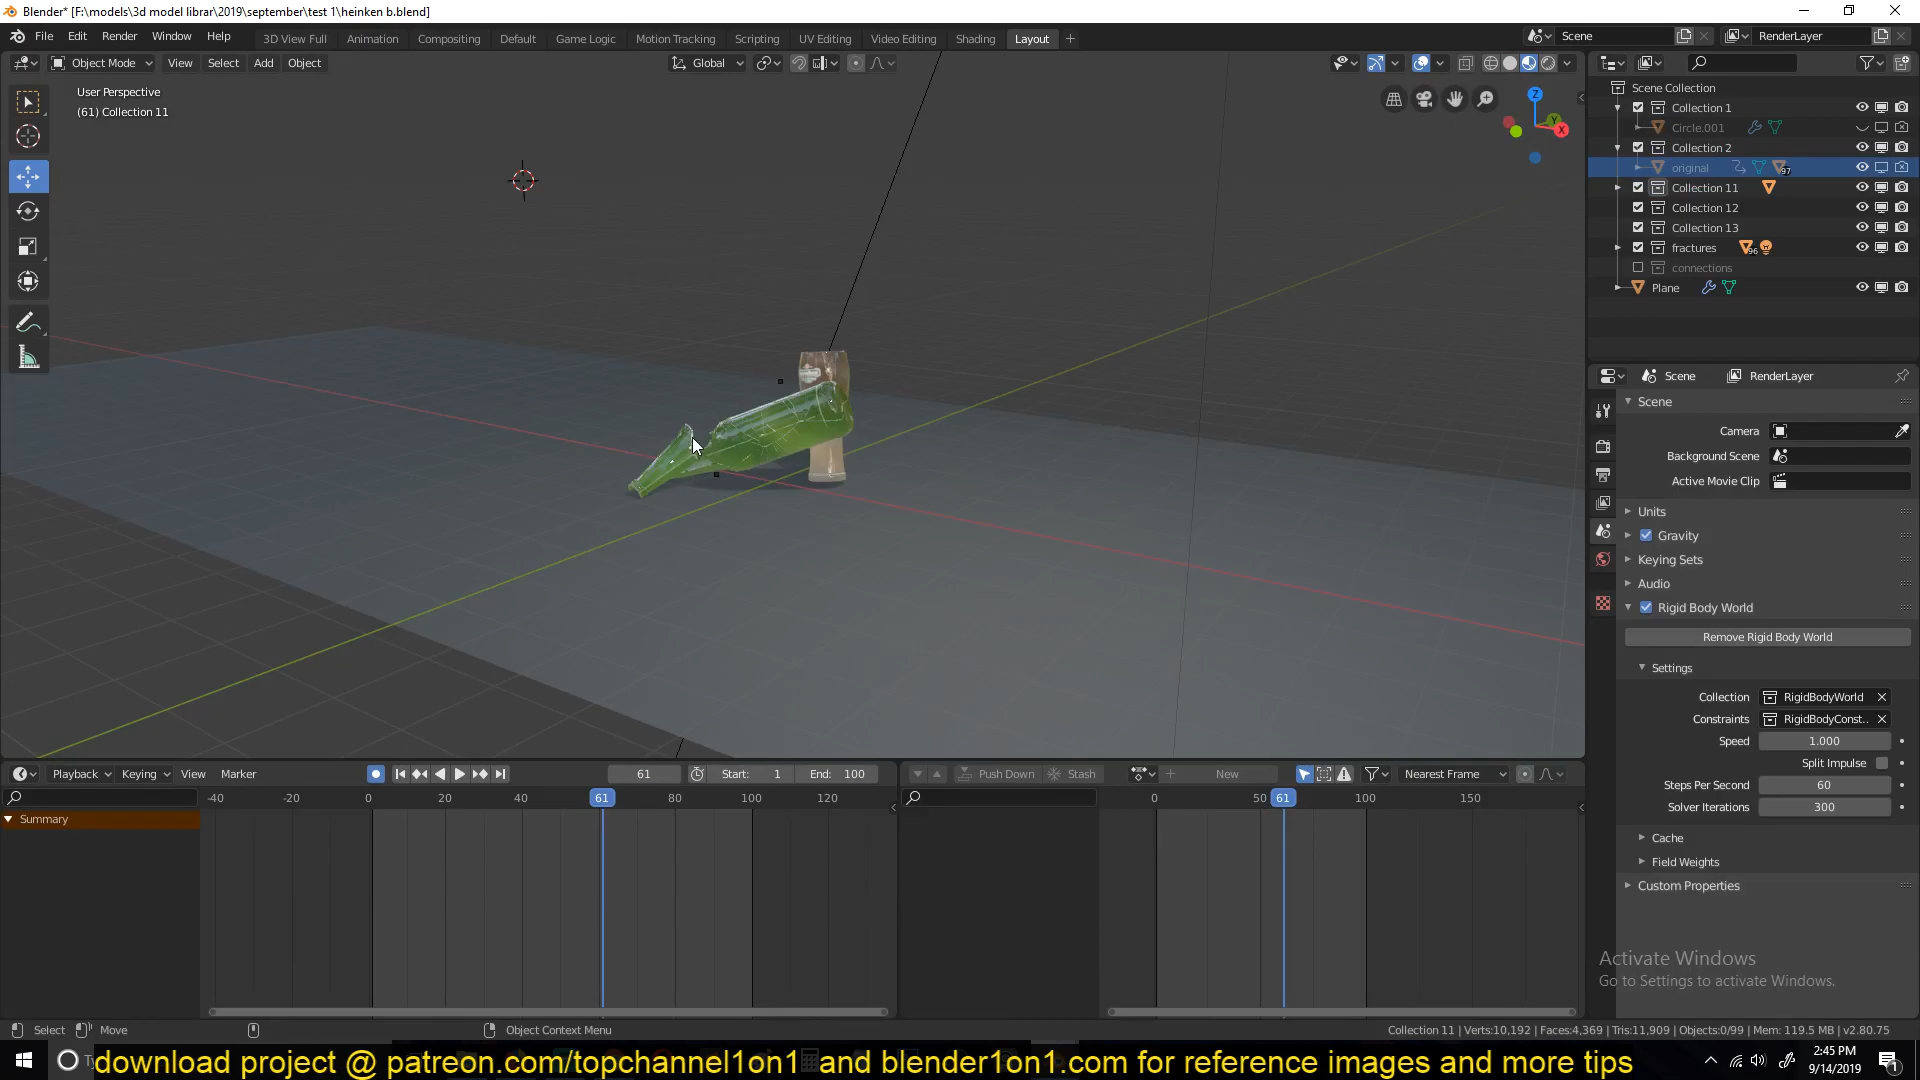 Blender* [F:\models\3d model librar\2019\september\test 1\heinken b.blend]
File Edit Render Window Help
3D View Full Animation Compositing Default Game Logic Motion Tracking Scripting UV Editing Video Editing Shading Layout +
Scene RenderLayer
Object Mode View Select Add Object Global
User Perspective
(61) Collection 11
Z
Y
X
Scene Collection
Collection 1
Circle.001
Collection 2
original 97
Collection 11
Collection 12
Collection 13
fractures 96
connections
Plane
Scene RenderLayer
Scene
Camera
Background Scene
Active Movie Clip
Units
Gravity
Keying Sets
Audio
Rigid Body World
Remove Rigid Body World
Settings
Collection RigidBodyWorld
Constraints RigidBodyConst..
Speed 1.000
Split Impulse
Steps Per Second 60
Solver Iterations 300
Cache
Field Weights
Custom Properties
Playback Keying View Marker 61 Start: 1 End: 100
Push Down Stash New Nearest Frame
-40 -20 0 20 40 61 80 100 120
0 50 61 100 150
Summary
Activate Windows
Go to Settings to activate Windows.
Select Move Object Context Menu
Collection 11 | Verts:10,192 | Faces:4,369 | Tris:11,909 | Objects:0/99 | Mem: 119.5 MB | v2.80.75
download project @ patreon.com/topchannel1on1 and blender1on1.com for reference images and more tips
2:45 PM
9/14/2019
1